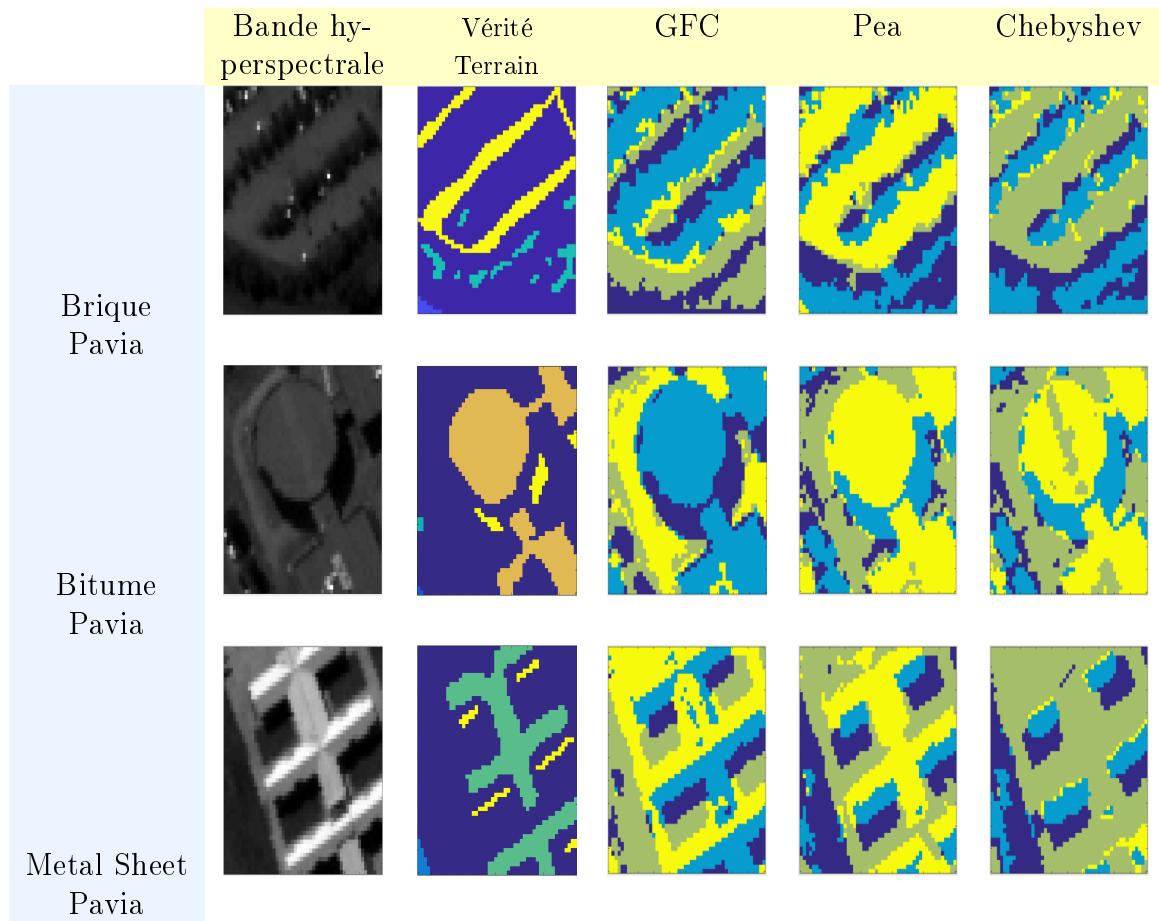 Bande hy-
perspectrale
Vérité
Terrain
GFC
Pea
Chebyshev
Brique
Pavia
Bitume
Pavia
Metal Sheet
Pavia